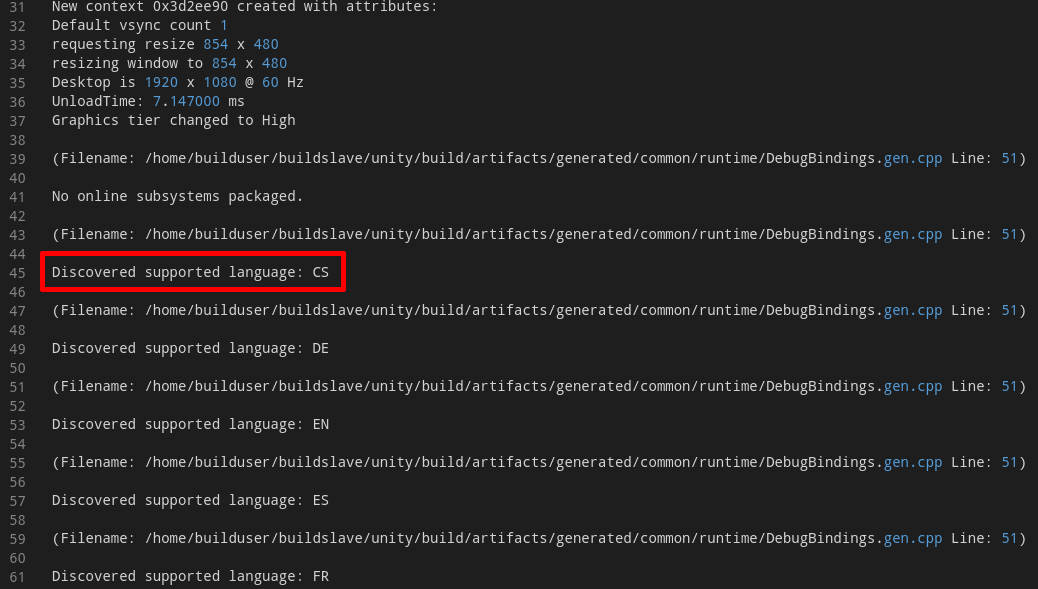 31 New context 0x3d2ee90 created with attributes:
32 Default vsync count 1
33 requesting resize 854 x 480
34 resizing window to 854 x 480
35 Desktop is 1920 x 1080 @ 60 Hz
36 UnloadTime: 7.147000 ms
37 Graphics tier changed to High
38
39 (Filename: /home/builduser/buildslave/unity/build/artifacts/generated/common/runtime/DebugBindings.gen.cpp Line: 51)
40
41 No online subsystems packaged.
42
43 (Filename: /home/builduser/buildslave/unity/build/artifacts/generated/common/runtime/DebugBindings.gen.cpp Line: 51)
44
45 Discovered supported language: CS
46
47 (Filename: /home/builduser/buildslave/unity/build/artifacts/generated/common/runtime/DebugBindings.gen.cpp Line: 51)
48
49 Discovered supported language: DE
50
51 (Filename: /home/builduser/buildslave/unity/build/artifacts/generated/common/runtime/DebugBindings.gen.cpp Line: 51)
52
53 Discovered supported language: EN
54
55 (Filename: /home/builduser/buildslave/unity/build/artifacts/generated/common/runtime/DebugBindings.gen.cpp Line: 51)
56
57 Discovered supported language: ES
58
59 (Filename: /home/builduser/buildslave/unity/build/artifacts/generated/common/runtime/DebugBindings.gen.cpp Line: 51)
60
61 Discovered supported language: FR